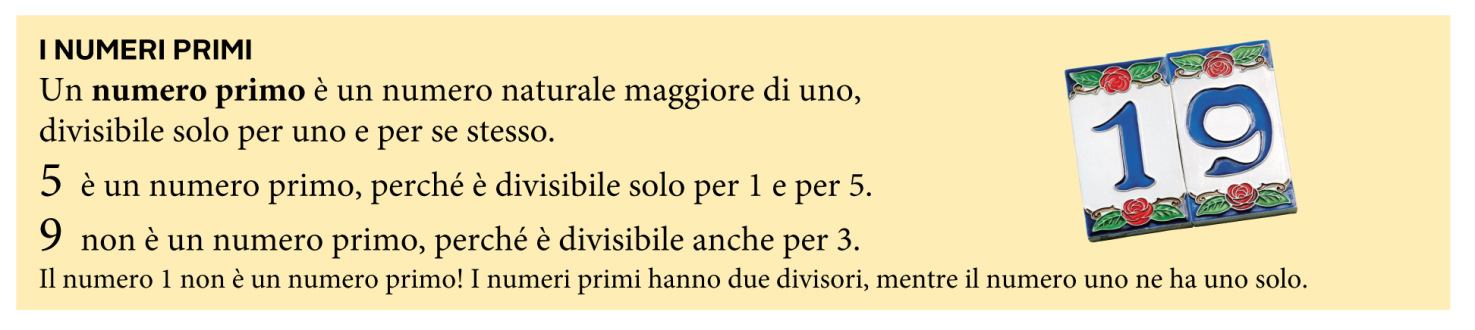 I NUMERI PRIMI
Un numero primo è un numero naturale maggiore di uno,
divisibile solo per uno e per se stesso.
5 è un numero primo, perché è divisibile solo per 1 e per 5.
9 non è un numero primo, perché è divisibile anche per 3.
Il numero 1 non è un numero primo! I numeri primi hanno due divisori, mentre il numero uno ne ha uno solo.
19